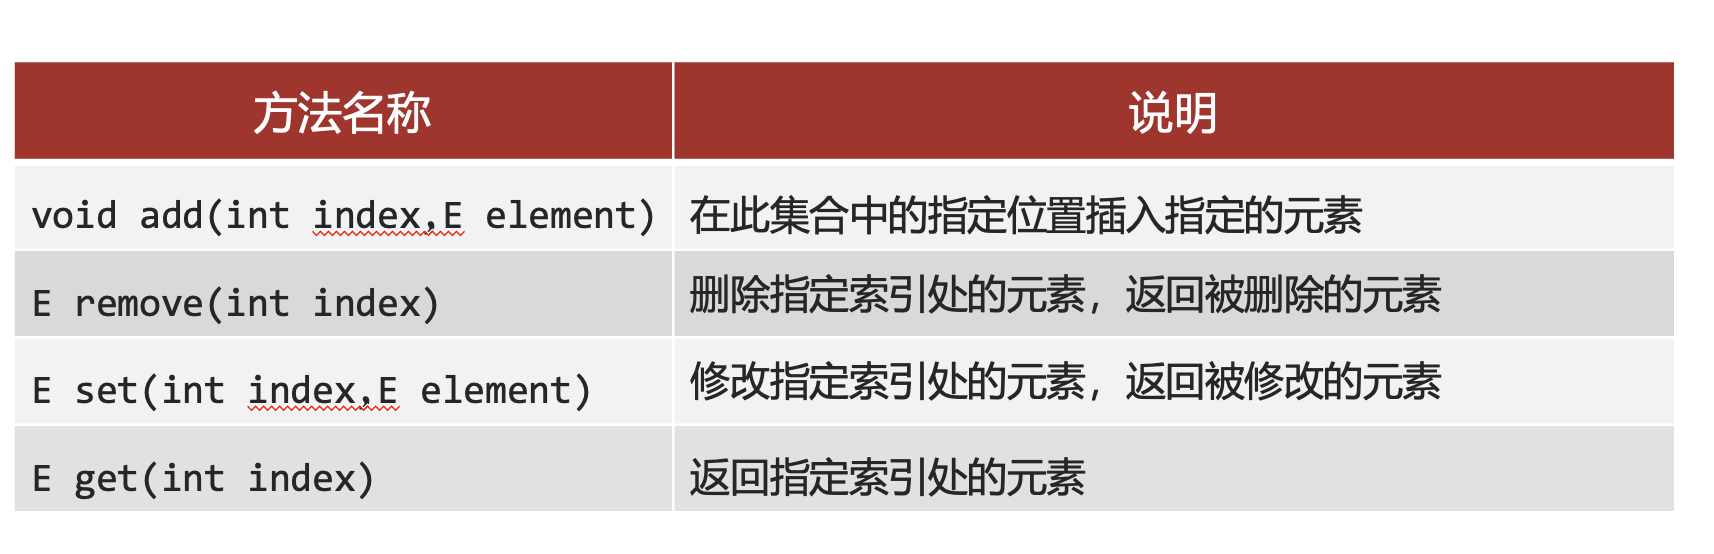 方法名称 说明
void add(int index,E element) 在此集合中的指定位置插入指定的元素
E remove(int index) 删除指定索引处的元素，返回被删除的元素
E set(int index,E element) 修改指定索引处的元素，返回被修改的元素
E get(int index) 返回指定索引处的元素